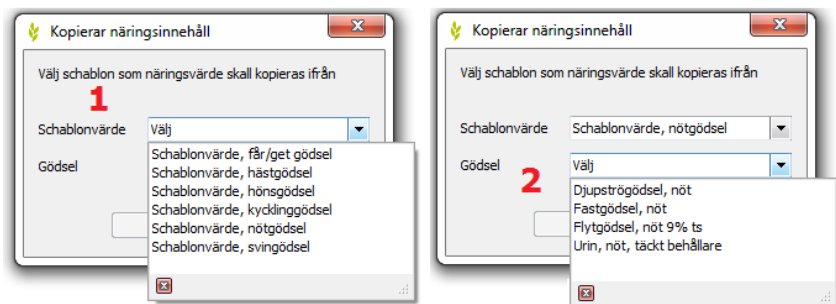 Kopierar näringsinnehåll
Välj schablon som näringsvärde skall kopieras ifrån
1
Schablonvärde Välj
Gödsel
Schablonvärde, får/get gödsel
Schablonvärde, hästgödsel
Schablonvärde, hönsgödsel
Schablonvärde, kycklinggödsel
Schablonvärde, nötgödsel
Schablonvärde, svingödsel
Kopierar näringsinnehåll
Välj schablon som näringsvärde skall kopieras ifrån
Schablonvärde Schablonvärde, nötgödsel
Gödsel 2 Välj
Djupströgödsel, nöt
Fastgödsel, nöt
Flytgödsel, nöt 9% ts
Urin, nöt, täckt behållare